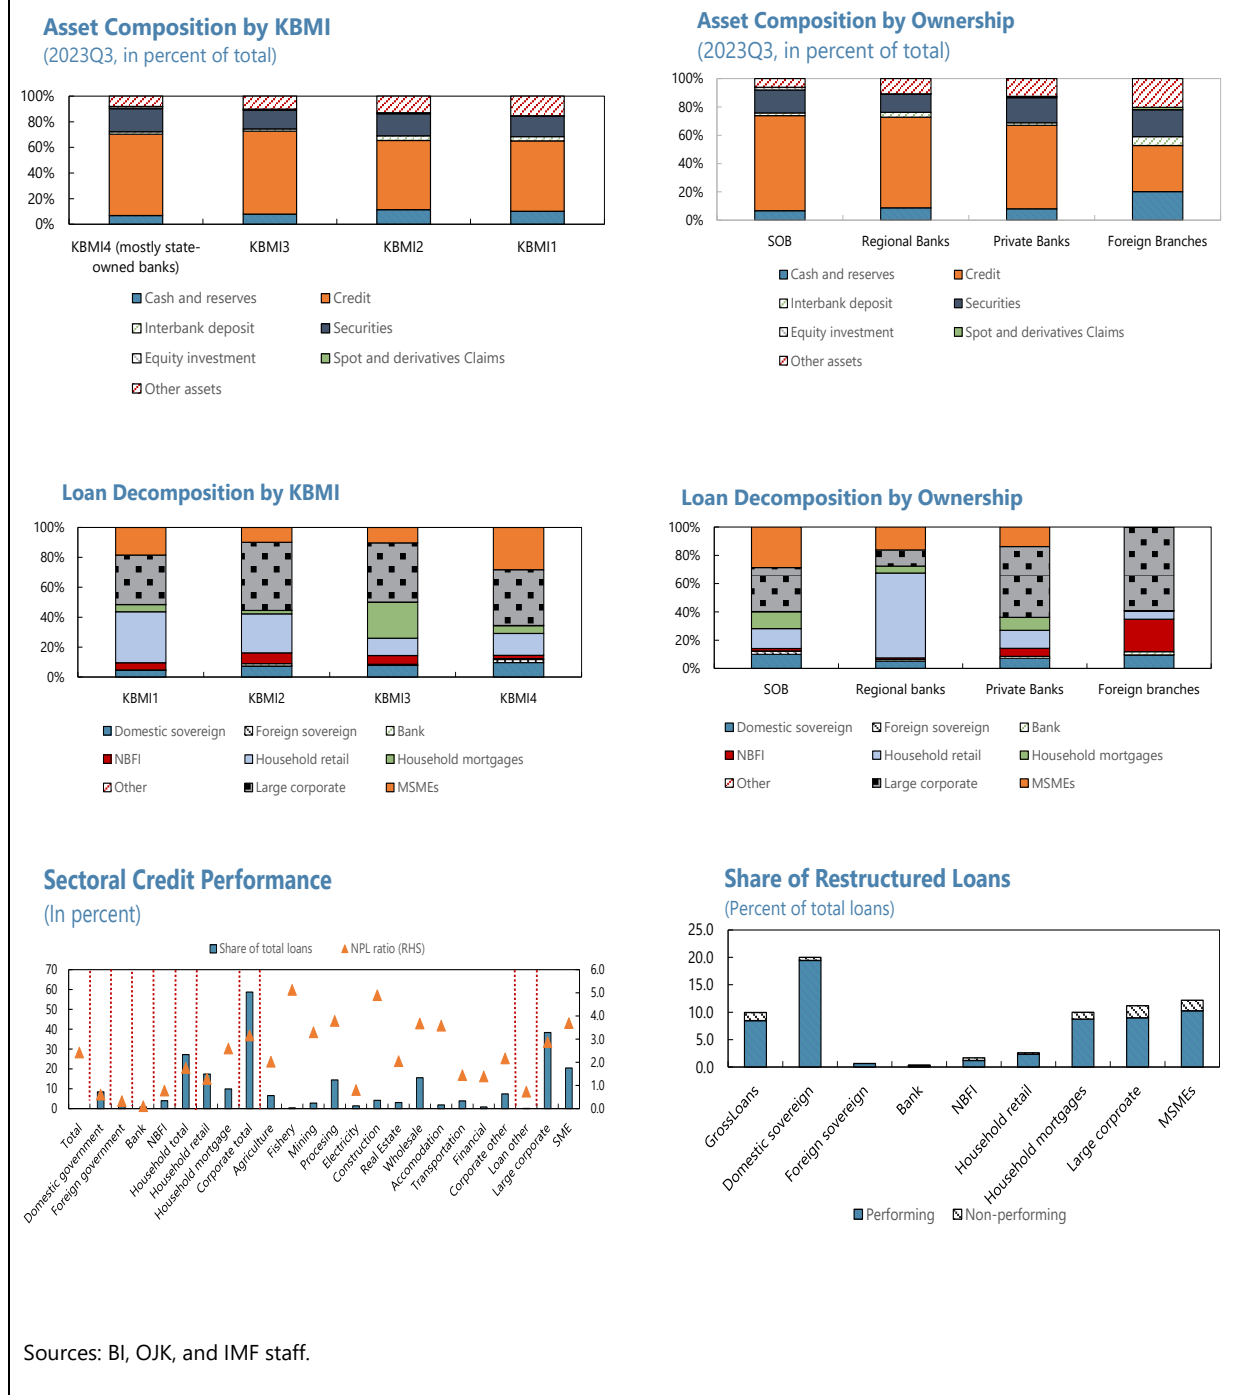 Asset Composition by KBMI
(2023Q3, in percent of total)
100%
80%
60%
40%
20%
0%
KBMI4 (mostly state-
owned banks)
KBMI3
KBMI2
KBMI1
Cash and reserves
Credit
Interbank deposit
Securities
Equity investment
Spot and derivatives Claims
Other assets
Asset Composition by Ownership
(2023Q3, in percent of total)
100%
80%
60%
40%
20%
0%
SOB
Regional Banks
Private Banks
Foreign Branches
Cash and reserves
Credit
Interbank deposit
Securities
Equity investment
Spot and derivatives Claims
Other assets
Loan Decomposition by KBMI
100%
80%
60%
40%
20%
0%
KBMI1
KBMI2
KBMI3
KBMI4
Domestic sovereign
Foreign sovereign
Bank
NBFI
Household retail
Household mortgages
Other
Large corporate
MSMEs
Loan Decomposition by Ownership
100%
80%
60%
40%
20%
0%
SOB
Regional banks
Private Banks
Foreign branches
Domestic sovereign
Foreign sovereign
Bank
NBFI
Household retail
Household mortgages
Other
Large corporate
MSMEs
Sectoral Credit Performance
(In percent)
Share of total loans
NPL ratio (RHS)
70
60
50
40
30
20
10
0
6.0
5.0
4.0
3.0
2.0
1.0
0.0
Total
Domestic government
Foreign government
Bank
NBFI
Household total
Household retail
Household mortgage
Corporate total
Agriculture
Fishery
Mining
Procesing
Electricity
Construction
Real Estate
Wholesale
Accomodation
Transportation
Financial
Corporate other
Loan other
Large corporate
SME
Share of Restructured Loans
(Percent of total loans)
25.0
20.0
15.0
10.0
5.0
0.0
GrossLoans
Domestic sovereign
Foreign sovereign
Bank
NBFI
Household retail
Household mortgages
Large corproate
MSMEs
Performing
Non-performing
Sources: BI, OJK, and IMF staff.